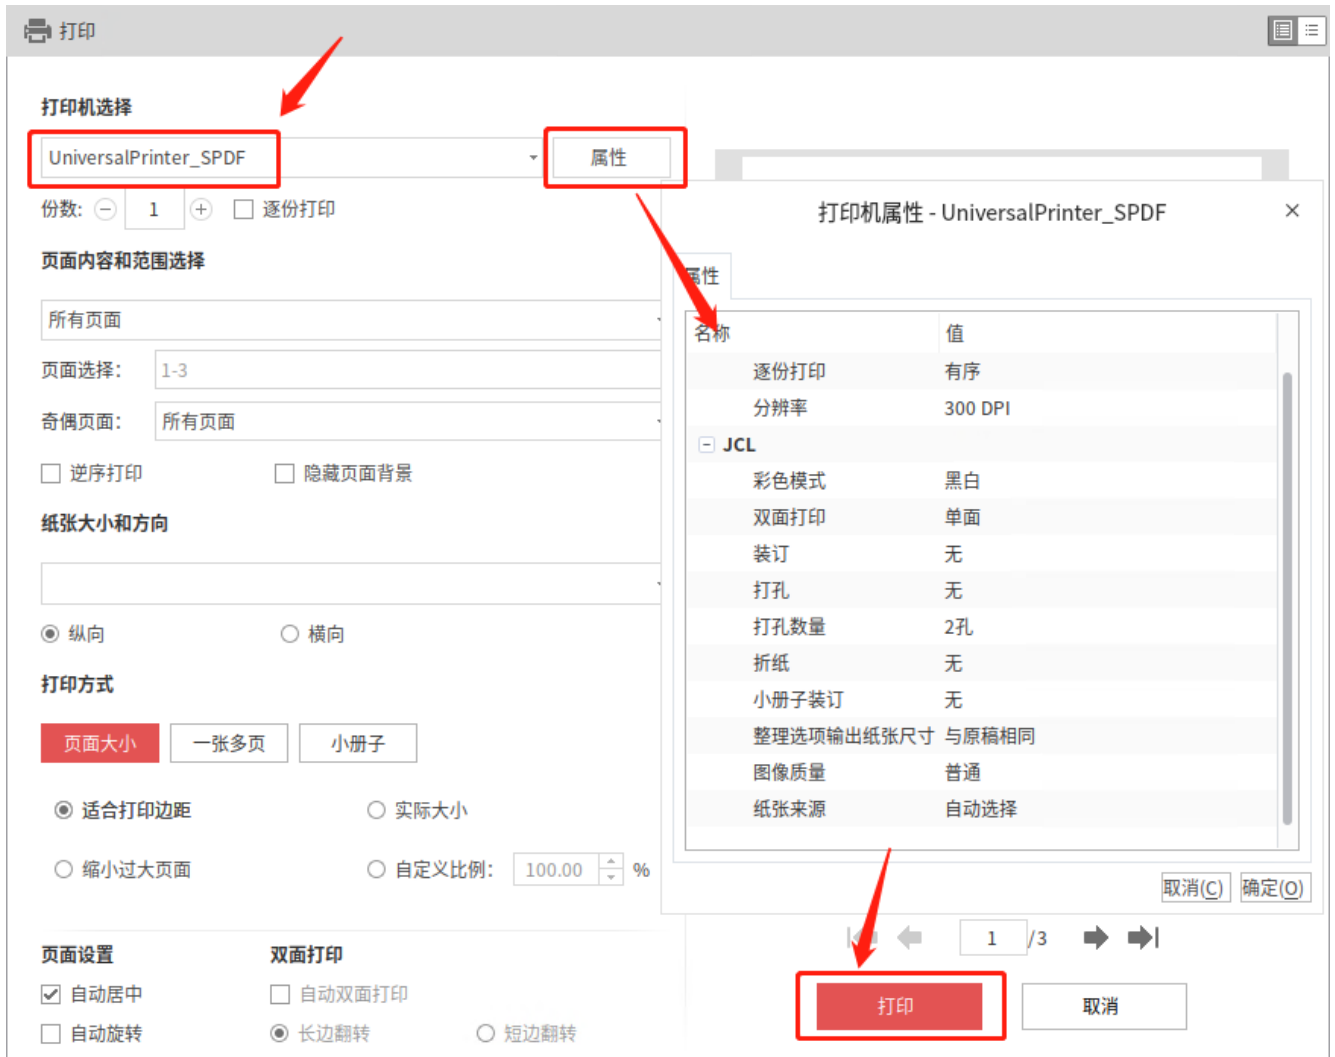 打印
打印机选择
UniversalPrinter_SPDF
属性
份数:
1
逐份打印
页面内容和范围选择
所有页面
页面选择:
1-3
奇偶页面:
所有页面
逆序打印
隐藏页面背景
纸张大小和方向
纵向
横向
打印方式
页面大小
一张多页
小册子
适合打印边距
实际大小
缩小过大页面
自定义比例:
100.00
%
页面设置
双面打印
自动居中
自动双面打印
自动旋转
长边翻转
短边翻转
打印机属性 - UniversalPrinter_SPDF
属性
名称 值
逐份打印 有序
分辨率 300 DPI
JCL
彩色模式 黑白
双面打印 单面
装订 无
打孔 无
打孔数量 2孔
折纸 无
小册子装订 无
整理选项输出纸张尺寸 与原稿相同
图像质量 普通
纸张来源 自动选择
取消(C) 确定(O)
1 /3
打印
取消